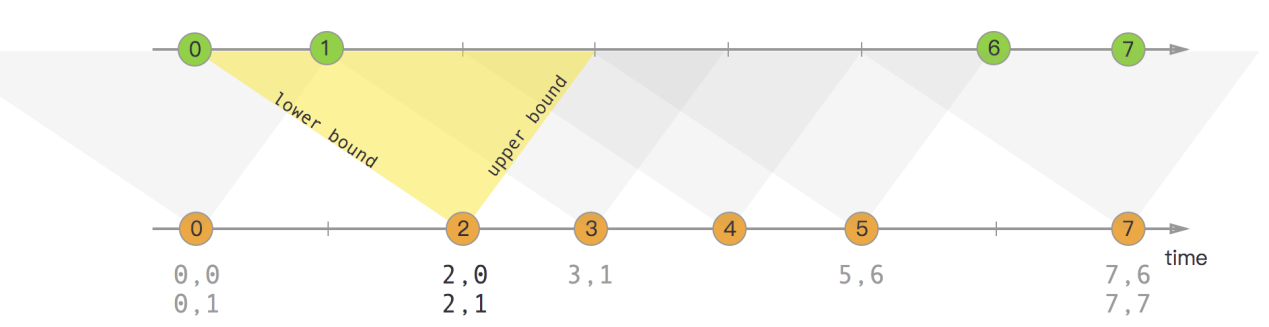 0 1 6 7
lower bound
upper bound
0 2 3 4 5 7
time
0,0 2,0 3,1 5,6 7,6
0,1 2,1 7,7